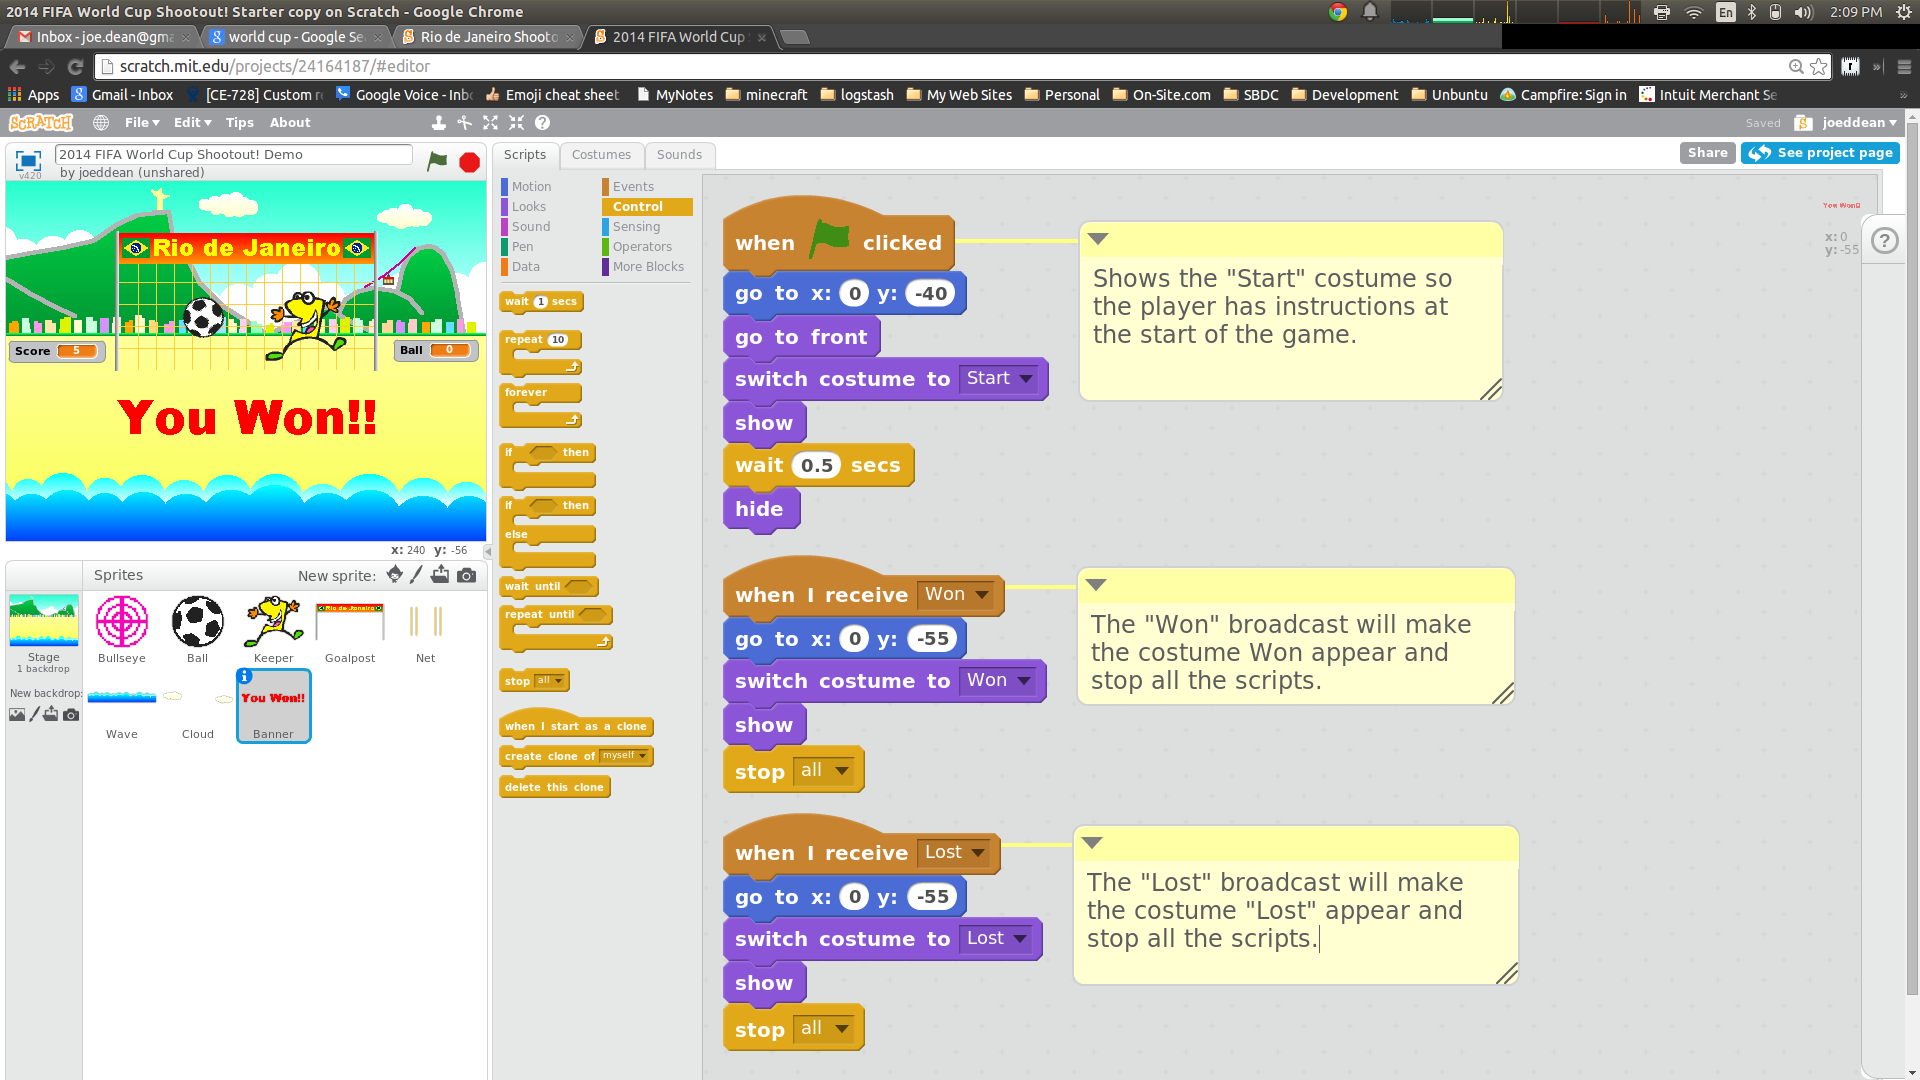 2014 FIFA World Cup Shootout! Starter copy on Scratch - Google Chrome
En
2:09 PM
Inbox - joe.dean@gma
world cup - Google Se
Rio de Janeiro Shooto
2014 FIFA World Cup
scratch.mit.edu/projects/24164187/#editor
Apps
Gmail - Inbox
[CE-728] Custom r
Google Voice - Inb
Emoji cheat sheet
MyNotes
minecraft
logstash
My Web Sites
Personal
On-Site.com
SBDC
Development
Unbuntu
Campfire: Sign in
Intuit Merchant Se
SCRATCH
File
Edit
Tips
About
Saved
joeddean
v420
2014 FIFA World Cup Shootout! Demo
by joeddean (unshared)
Scripts
Costumes
Sounds
Share
See project page
Rio de Janeiro
Score 5
Ball 0
You Won!!
x: 240 y: -56
Sprites
New sprite:
Stage
1 backdrop
New backdrop:
Bullseye
Ball
Keeper
Rio de Janeiro
Goalpost
Net
Wave
Cloud
You Won!!
Banner
Motion
Looks
Sound
Pen
Data
Events
Control
Sensing
Operators
More Blocks
wait 1 secs
repeat 10
forever
if then
if then
else
wait until
repeat until
stop all
when I start as a clone
create clone of myself
delete this clone
when clicked
go to x: 0 y: -40
go to front
switch costume to Start
show
wait 0.5 secs
hide
Shows the "Start" costume so
the player has instructions at
the start of the game.
when I receive Won
go to x: 0 y: -55
switch costume to Won
show
stop all
The "Won" broadcast will make
the costume Won appear and
stop all the scripts.
when I receive Lost
go to x: 0 y: -55
switch costume to Lost
show
stop all
The "Lost" broadcast will make
the costume "Lost" appear and
stop all the scripts.
You Won!!
x: 0
y: -55
?